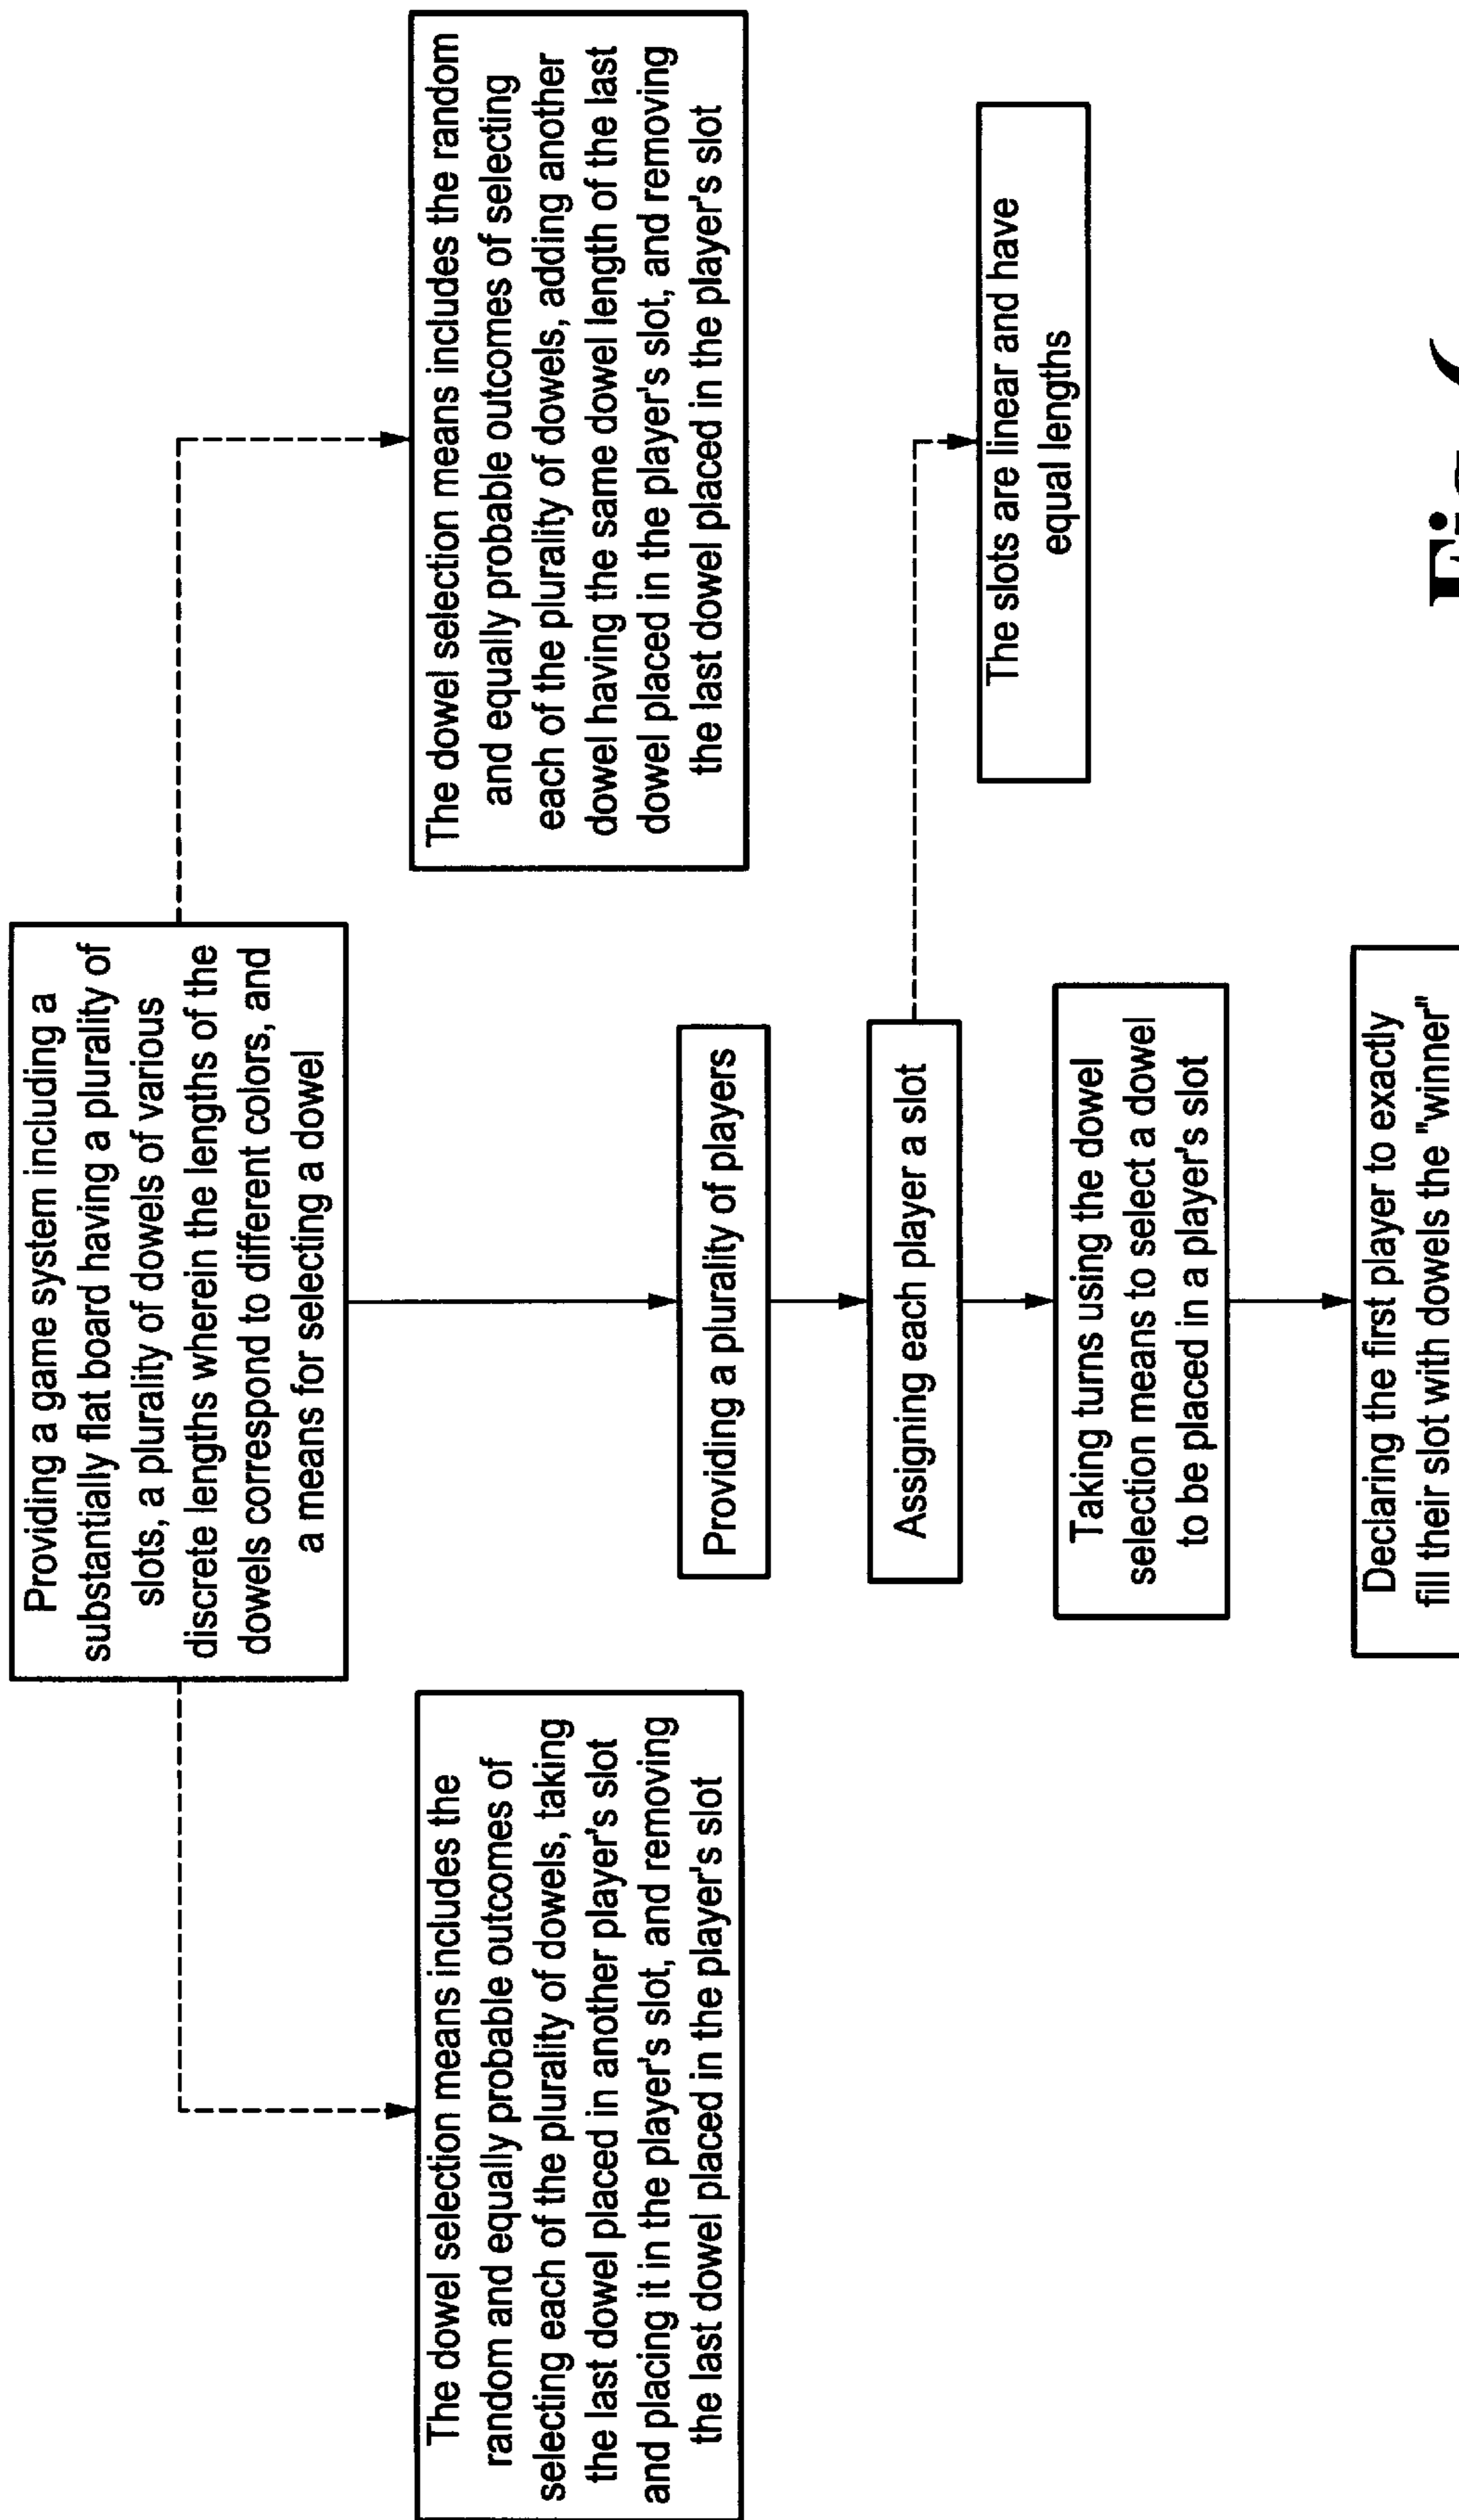 Providing a game system including a
substantially flat board having a plurality of
slots, a plurality of dowels of various
discrete lengths wherein the lengths of the
dowels correspond to different colors, and
a means for selecting a dowel
The dowel selection means includes the
random and equally probable outcomes of
selecting each of the plurality of dowels, taking
the last dowel placed in another player's slot
and placing it in the player's slot, and removing
the last dowel placed in the player's slot
The dowel selection means includes the random
and equally probable outcomes of selecting
each of the plurality of dowels, adding another
dowel having the same dowel length of the last
dowel placed in the player's slot, and removing
the last dowel placed in the player's slot
Providing a plurality of players
Assigning each player a slot
The slots are linear and have
equal lengths
Taking turns using the dowel
selection means to select a dowel
to be placed in a player's slot
Declaring the first player to exactly
fill their slot with dowels the "winner"